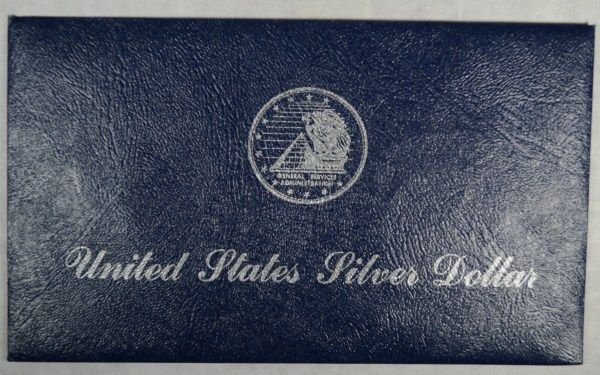 GENERAL SERVICES
ADMINISTRATION
United States Silver Dollar